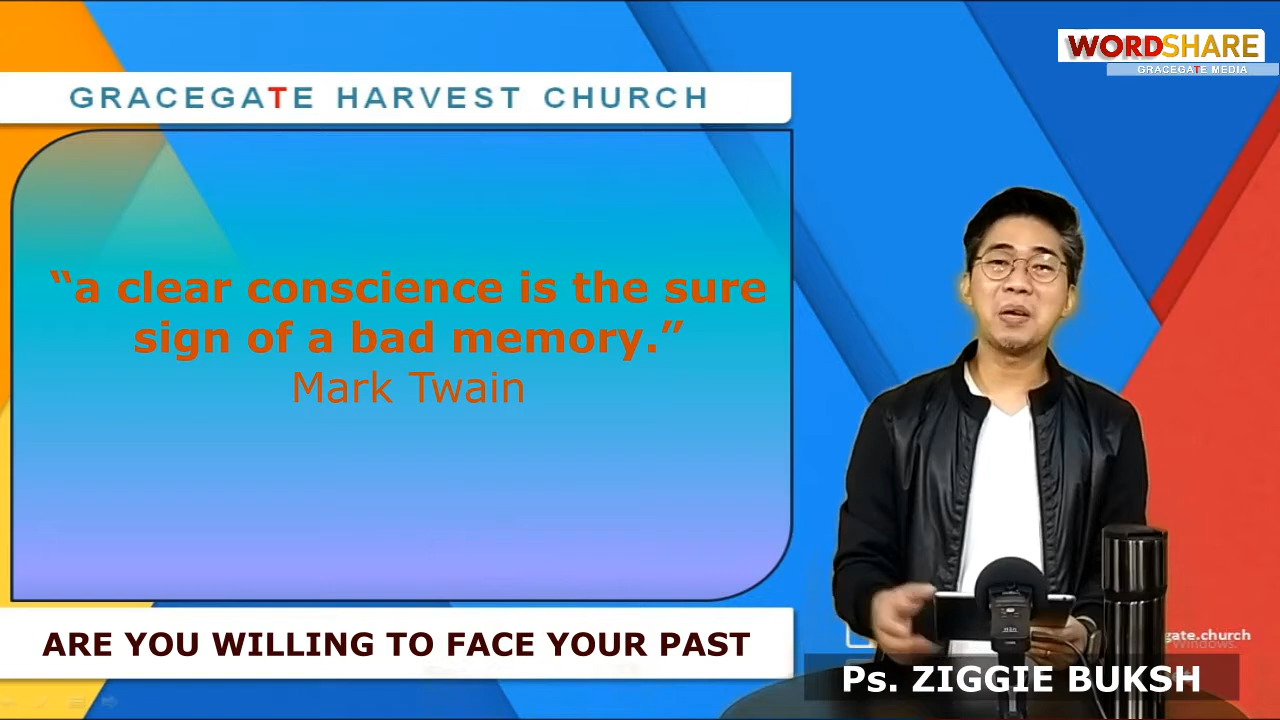 WORDSHARE
GRACEGATE MEDIA
GRACEGATE HARVEST CHURCH
“a clear conscience is the sure
sign of a bad memory.”
Mark Twain
ARE YOU WILLING TO FACE YOUR PAST
gate.church
Windows.
Ps. ZIGGIE BUKSH